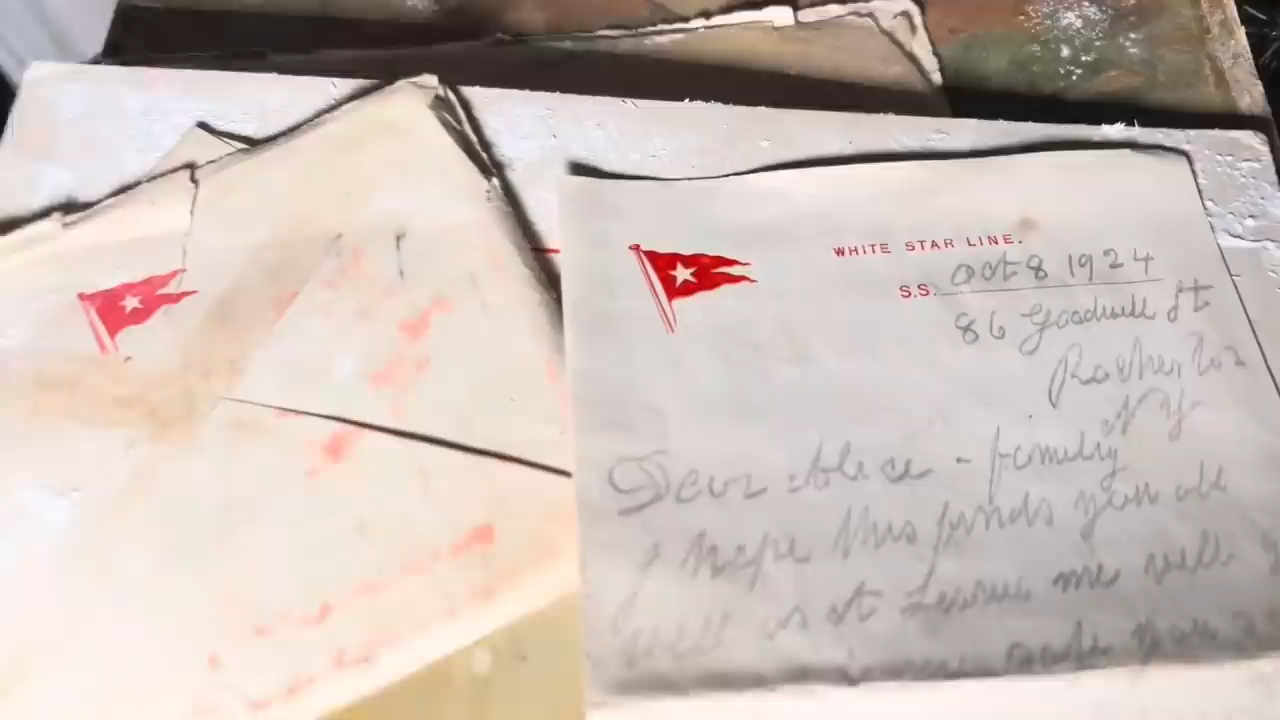 WHITE STAR LINE.
S.S. Oct 8 1924
86 Goodwill St
Rochester
N Y
Dear Alice - family
I hope this finds you all
well as it leaves me well
you